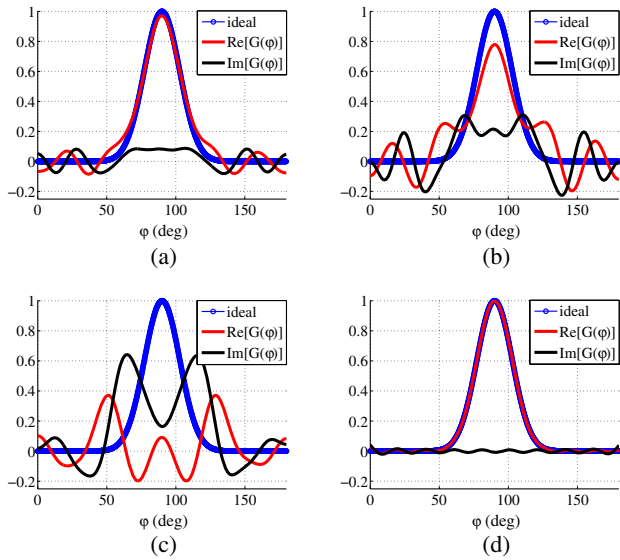 1
0.8
0.6
0.4
0.2
0
−0.2
0
50
100
150
φ (deg)
ideal
Re[G(φ)]
Im[G(φ)]
(a)
1
0.8
0.6
0.4
0.2
0
−0.2
0
50
100
150
φ (deg)
ideal
Re[G(φ)]
Im[G(φ)]
(b)
1
0.8
0.6
0.4
0.2
0
−0.2
0
50
100
150
φ (deg)
ideal
Re[G(φ)]
Im[G(φ)]
(c)
1
0.8
0.6
0.4
0.2
0
−0.2
0
50
100
150
φ (deg)
ideal
Re[G(φ)]
Im[G(φ)]
(d)